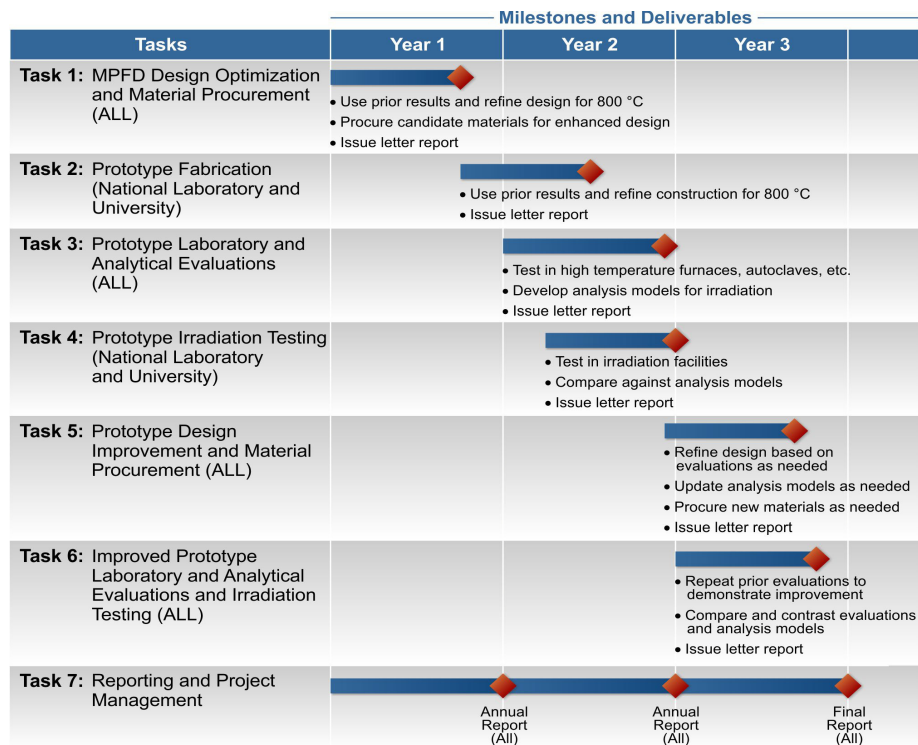 Milestones and Deliverables
Tasks
Year 1
Year 2
Year 3
Task 1: MPFD Design Optimization
and Material Procurement
(ALL)
• Use prior results and refine design for 800 °C
• Procure candidate materials for enhanced design
• Issue letter report
Task 2: Prototype Fabrication
(National Laboratory and
University)
• Use prior results and refine construction for 800 °C
• Issue letter report
Task 3: Prototype Laboratory and
Analytical Evaluations
(ALL)
• Test in high temperature furnaces, autoclaves, etc.
• Develop analysis models for irradiation
• Issue letter report
Task 4: Prototype Irradiation Testing
(National Laboratory
and University)
• Test in irradiation facilities
• Compare against analysis models
• Issue letter report
Task 5: Prototype Design
Improvement and Material
Procurement (ALL)
• Refine design based on
evaluations as needed
• Update analysis models as needed
• Procure new materials as needed
• Issue letter report
Task 6: Improved Prototype
Laboratory and Analytical
Evaluations and Irradiation
Testing (ALL)
• Repeat prior evaluations to
demonstrate improvement
• Compare and contrast evaluations
and analysis models
• Issue letter report
Task 7: Reporting and Project
Management
Annual
Report
(All)
Annual
Report
(All)
Final
Report
(All)